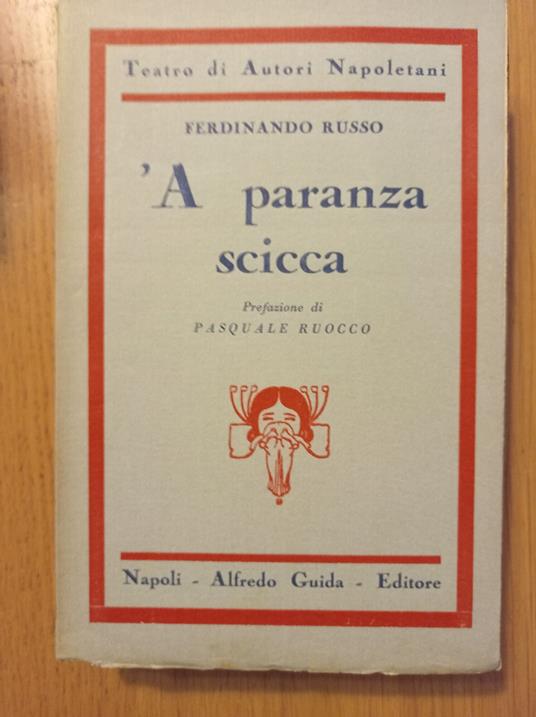 Teatro di Autori Napoletani
FERDINANDO RUSSO
'A paranza
scicca
Prefazione di
PASQUALE RUOCCO
Napoli - Alfredo Guida - Editore